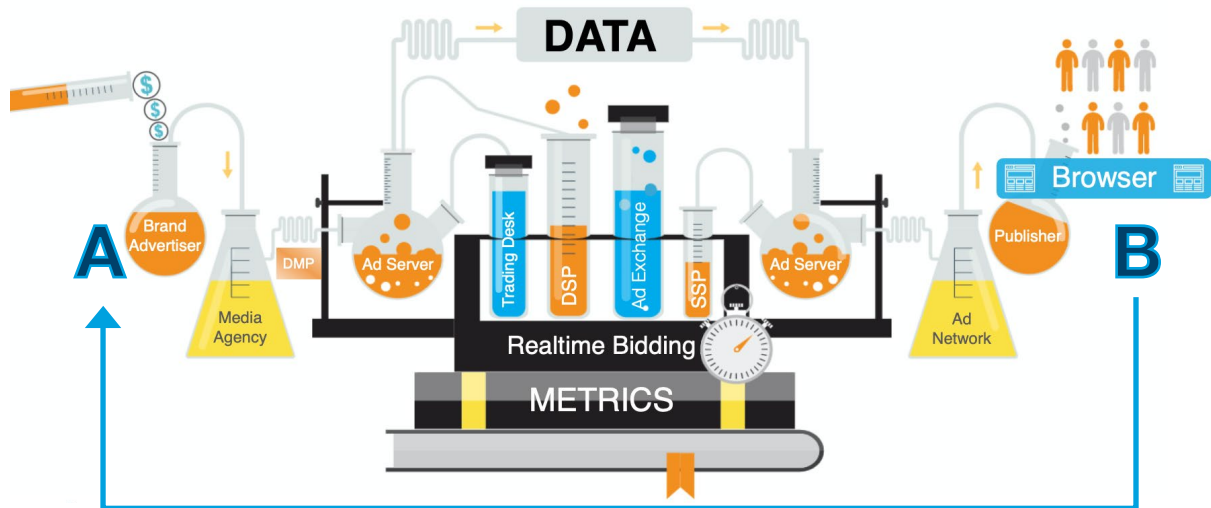 DATA
$
$
$
Browser
Brand
Advertiser
A
DMP
Ad Server
Trading Desk
DSP
Ad Exchange
SSP
Ad Server
Publisher
B
Media
Agency
Ad
Network
Realtime Bidding
METRICS